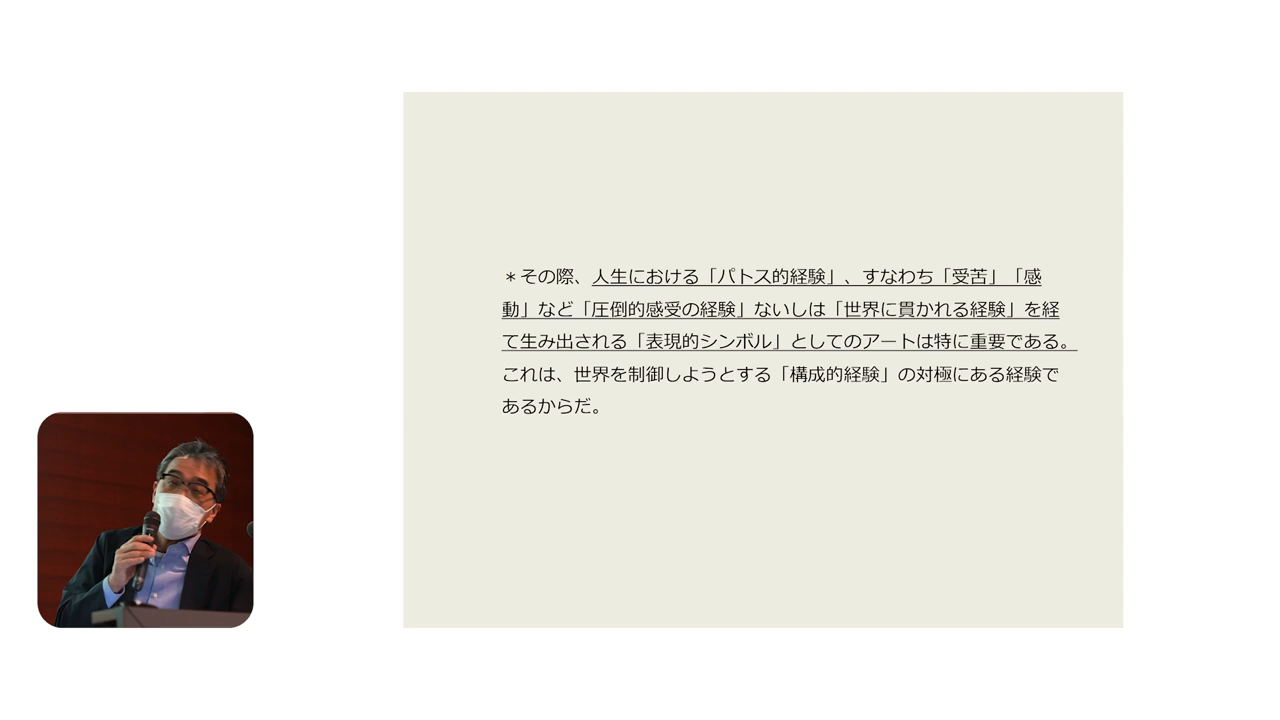 ＊その際、人生における「パトス的経験」、すなわち「受苦」「感
動」など「圧倒的感受の経験」ないしは「世界に貫かれる経験」を経
て生み出される「表現的シンボル」としてのアートは特に重要である。
これは、世界を制御しようとする「構成的経験」の対極にある経験で
あるからだ。